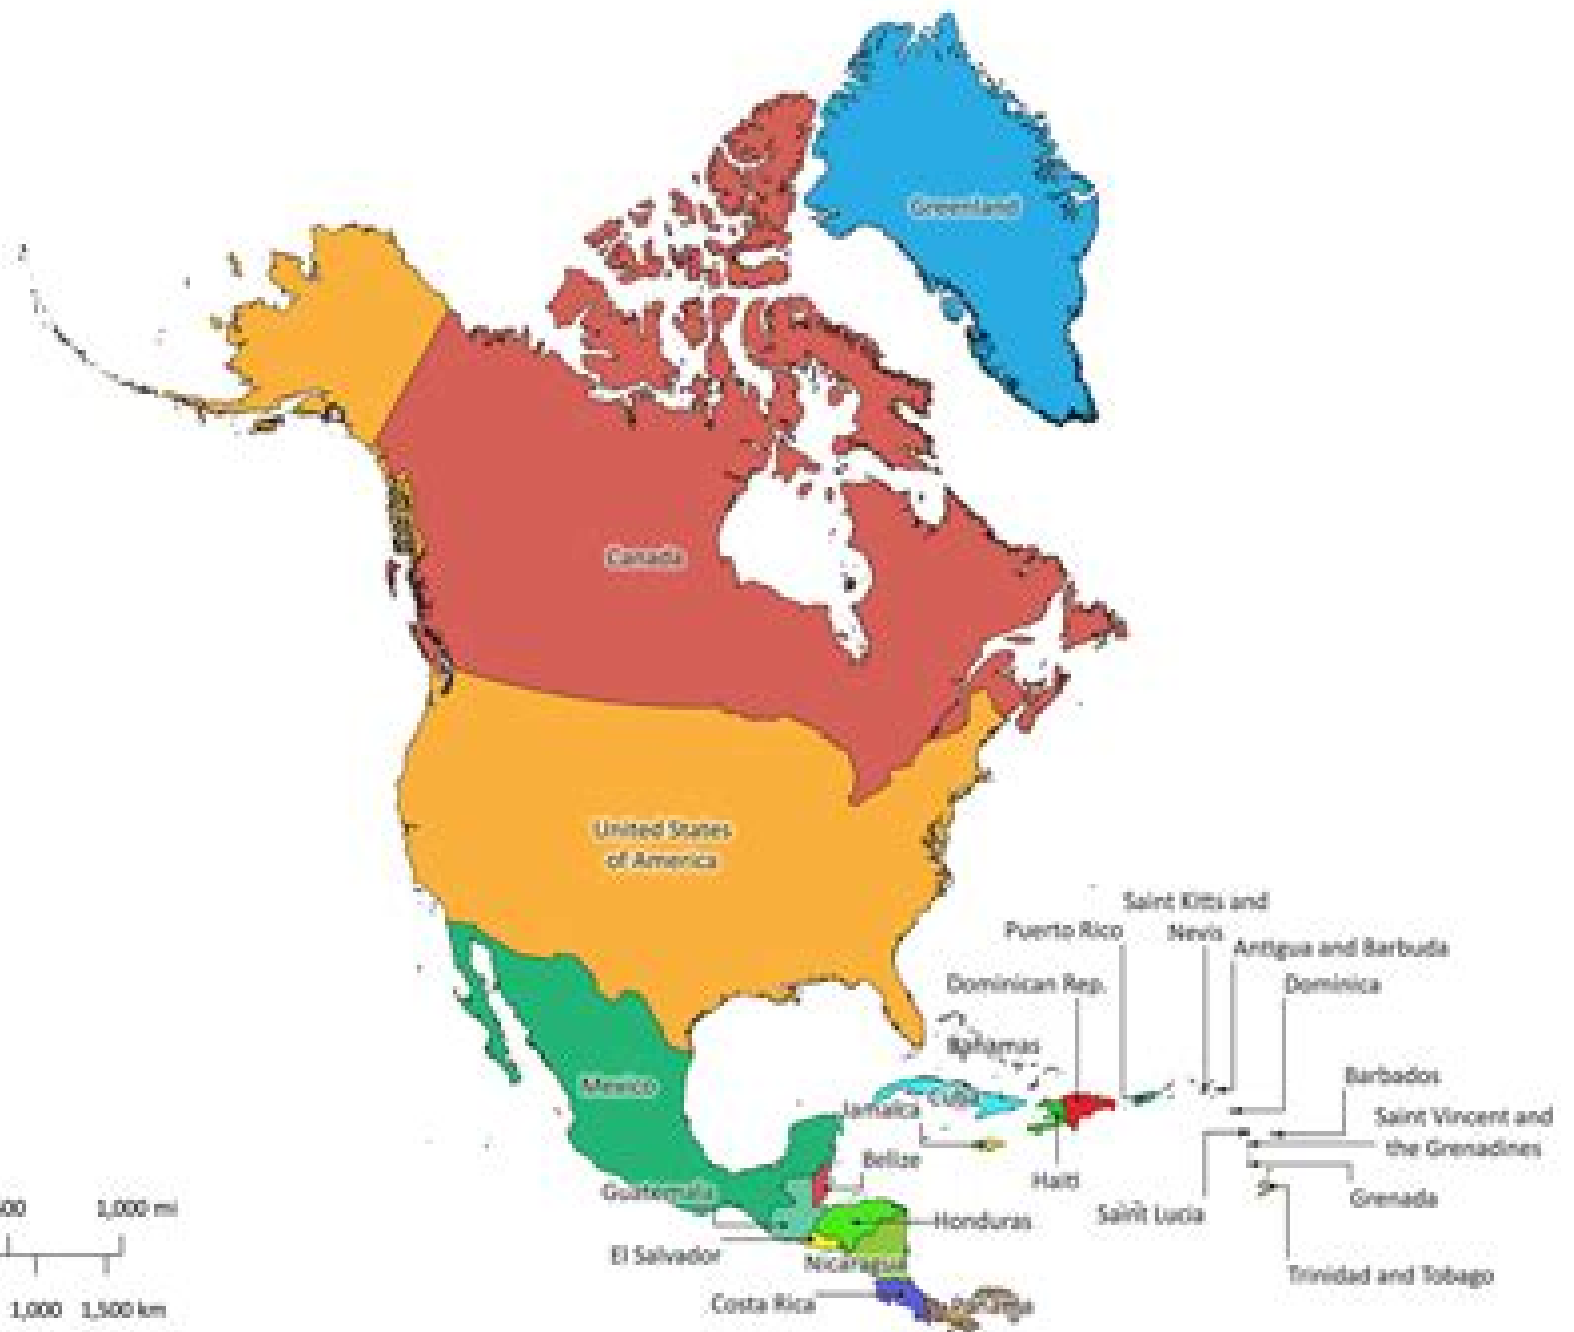 Greenland
Canada
United States
of America
Saint Kitts and
Nevis
Puerto Rico
Antigua and Barbuda
Dominican Rep.
Dominica
Bahamas
Barbados
Mexico
Cuba
Jamaica
Saint Vincent and
the Grenadines
Belize
Haiti
Guatemala
Grenada
Saint Lucia
Honduras
El Salvador
Nicaragua
Trinidad and Tobago
Costa Rica
Panama
00 1,000 mi
1,000 1,500 km